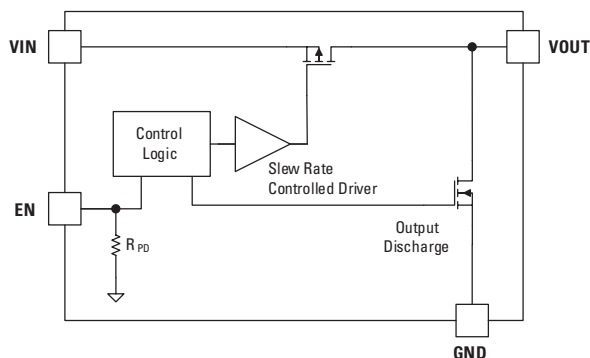 VIN
VOUT
Control
Logic
Slew Rate
Controlled Driver
EN
R PD
Output
Discharge
GND